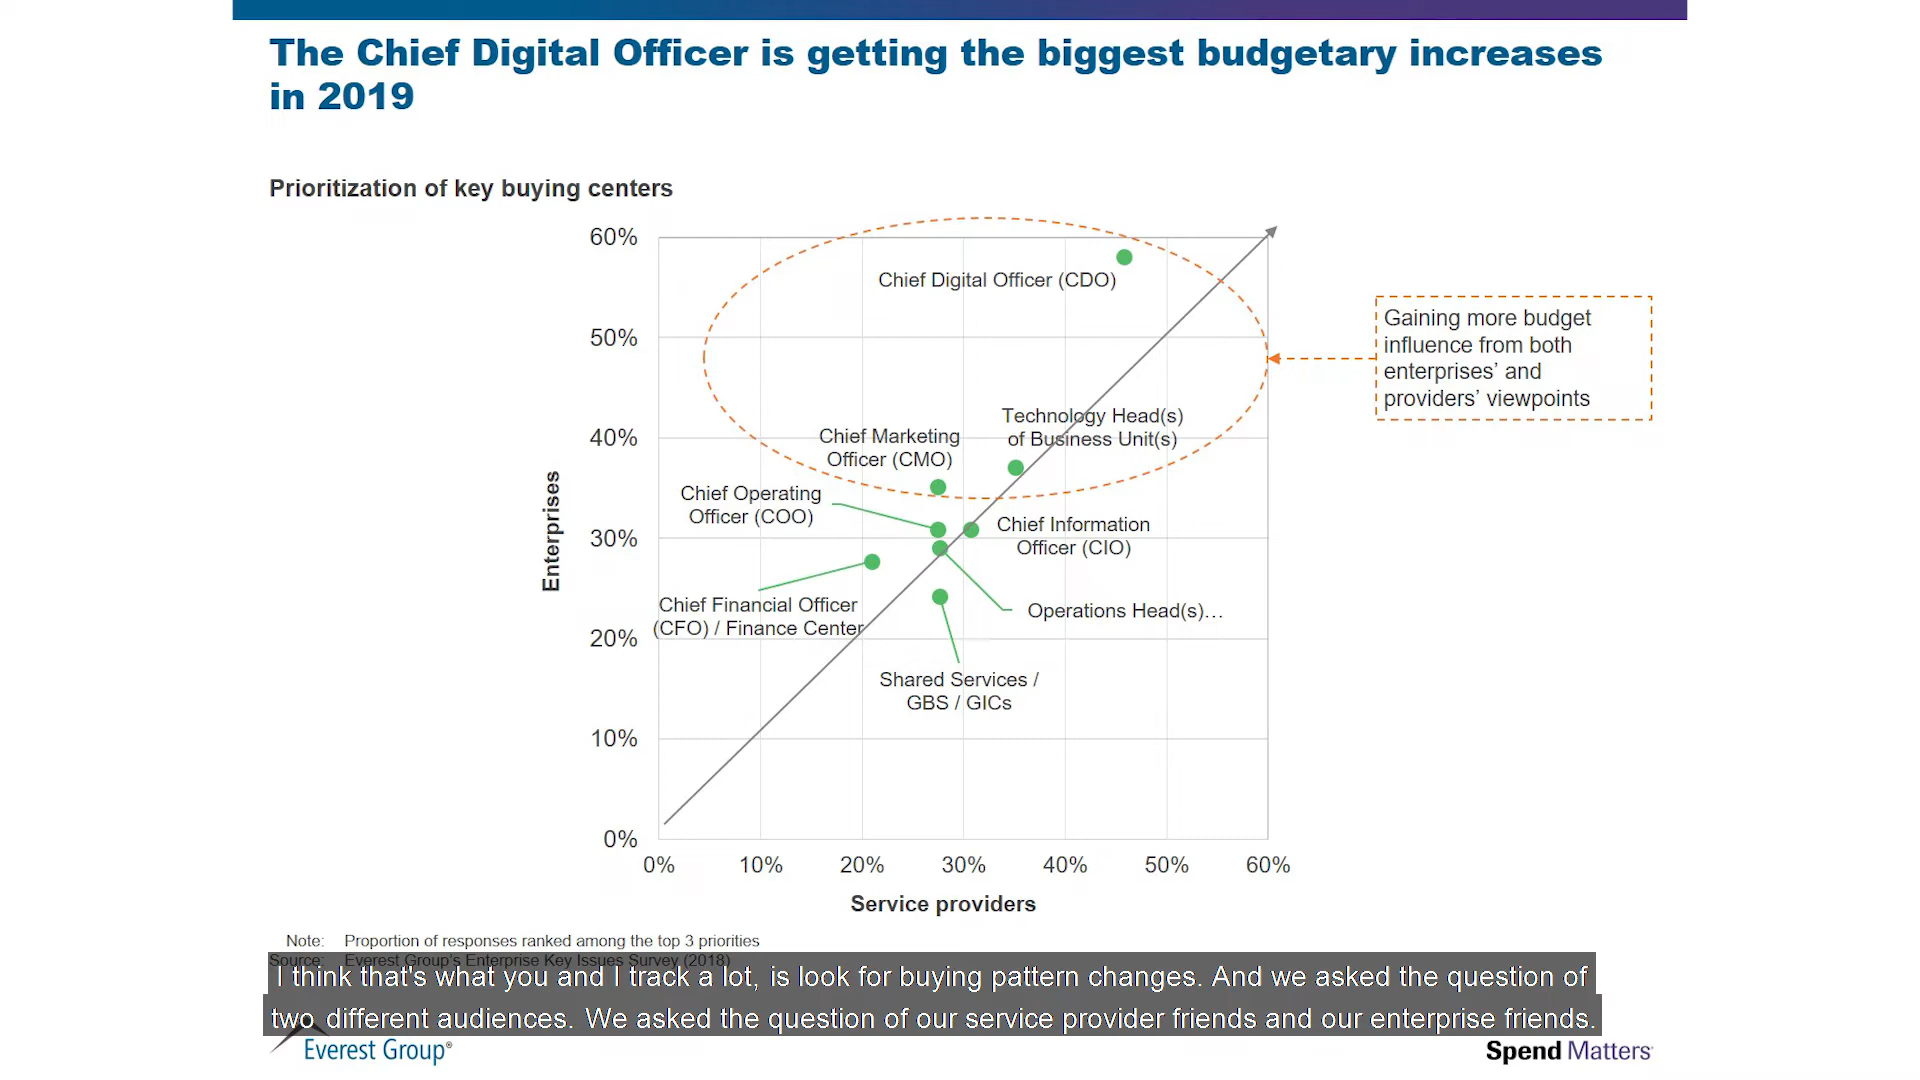 The Chief Digital Officer is getting the biggest budgetary increases
in 2019
Prioritization of key buying centers
60%
50%
40%
30%
20%
10%
0%
Enterprises
Chief Digital Officer (CDO)
Technology Head(s)
of Business Unit(s)
Chief Marketing
Officer (CMO)
Chief Operating
Officer (COO)
Chief Information
Officer (CIO)
Chief Financial Officer
(CFO) / Finance Center
Operations Head(s)…
Shared Services /
GBS / GICs
Gaining more budget
influence from both
enterprises’ and
providers’ viewpoints
0% 10% 20% 30% 40% 50% 60%
Service providers
Note: Proportion of responses ranked among the top 3 priorities
Source: Everest Group's Enterprise Key Issues Survey (2018)
I think that's what you and I track a lot, is look for buying pattern changes. And we asked the question of
two different audiences. We asked the question of our service provider friends and our enterprise friends.
Everest Group®
Spend Matters